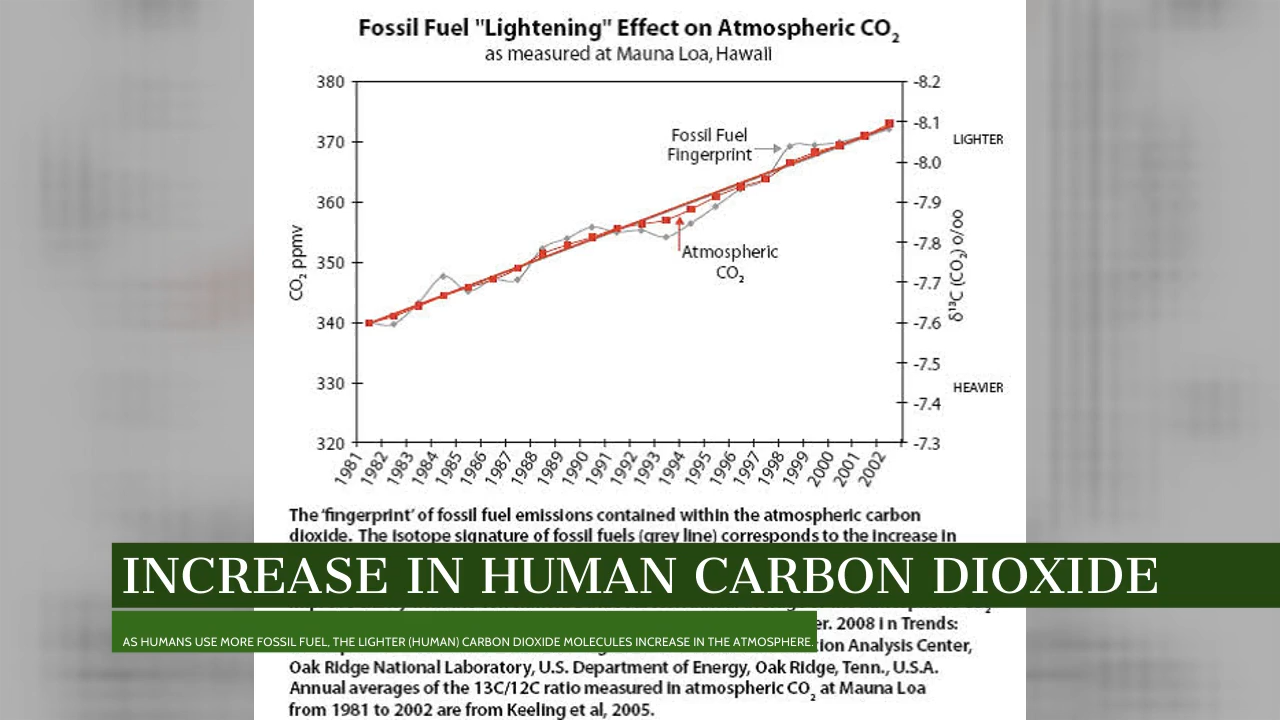 Fossil Fuel "Lightening" Effect on Atmospheric CO2
as measured at Mauna Loa, Hawaii
380
370
360
350
340
330
320
CO2 ppmv
-8.2
-8.1
-8.0
-7.9
-7.8
-7.7
-7.6
-7.5
-7.4
-7.3
LIGHTER
HEAVIER
δ¹³C (CO2) o/oo
Fossil Fuel
Fingerprint
Atmospheric
CO2
1981 1982 1983 1984 1985 1986 1987 1988 1989 1990 1991 1992 1993 1994 1995 1996 1997 1998 1999 2000 2001 2002
The 'fingerprint' of fossil fuel emissions contained within the atmospheric carbon
dioxide. The isotope signature of fossil fuels (grey line) corresponds to the increase in
INCREASE IN HUMAN CARBON DIOXIDE
er. 2008 in Trends:
AS HUMANS USE MORE FOSSIL FUEL, THE LIGHTER (HUMAN) CARBON DIOXIDE MOLECULES INCREASE IN THE ATMOSPHERE.
tion Analysis Center,
Oak Ridge National Laboratory, U.S. Department of Energy, Oak Ridge, Tenn., U.S.A.
Annual averages of the 13C/12C ratio measured in atmospheric CO2 at Mauna Loa
from 1981 to 2002 are from Keeling et al, 2005.